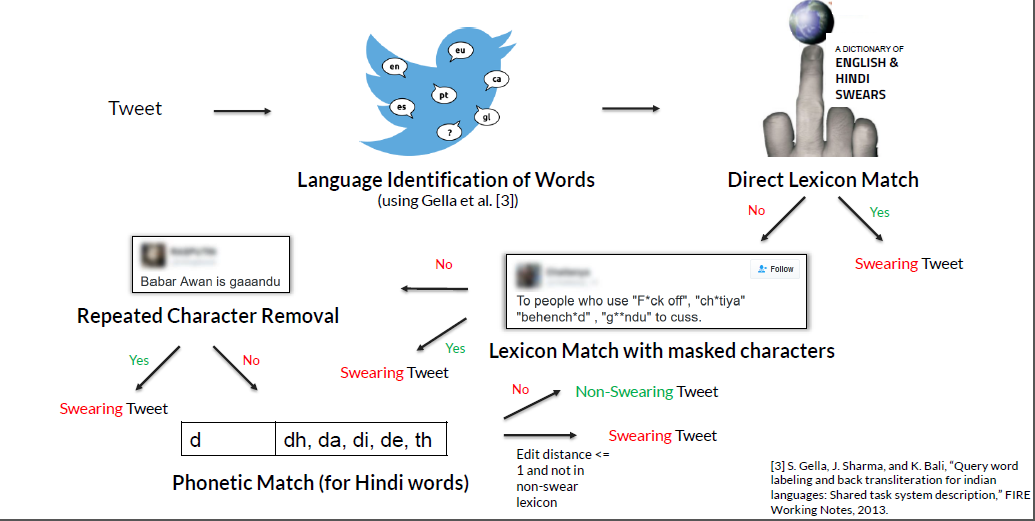 Tweet
en
eu
ca
pt
es
gl
?
Language Identification of Words
(using Gella et al. [3])
A DICTIONARY OF
ENGLISH &
HINDI
SWEARS
Direct Lexicon Match
No
Yes
Swearing Tweet
Follow
To people who use "F*ck off", "ch*tiya"
"behench*d" , "g**ndu" to cuss.
Lexicon Match with masked characters
No
Yes
Swearing Tweet
Babar Awan is gaaandu
Repeated Character Removal
Yes
No
Swearing Tweet
d
dh, da, di, de, th
Phonetic Match (for Hindi words)
No
Non-Swearing Tweet
Swearing Tweet
Edit distance <=
1 and not in
non-swear
lexicon
[3] S. Gella, J. Sharma, and K. Bali, “Query word
labeling and back transliteration for indian
languages: Shared task system description,” FIRE
Working Notes, 2013.